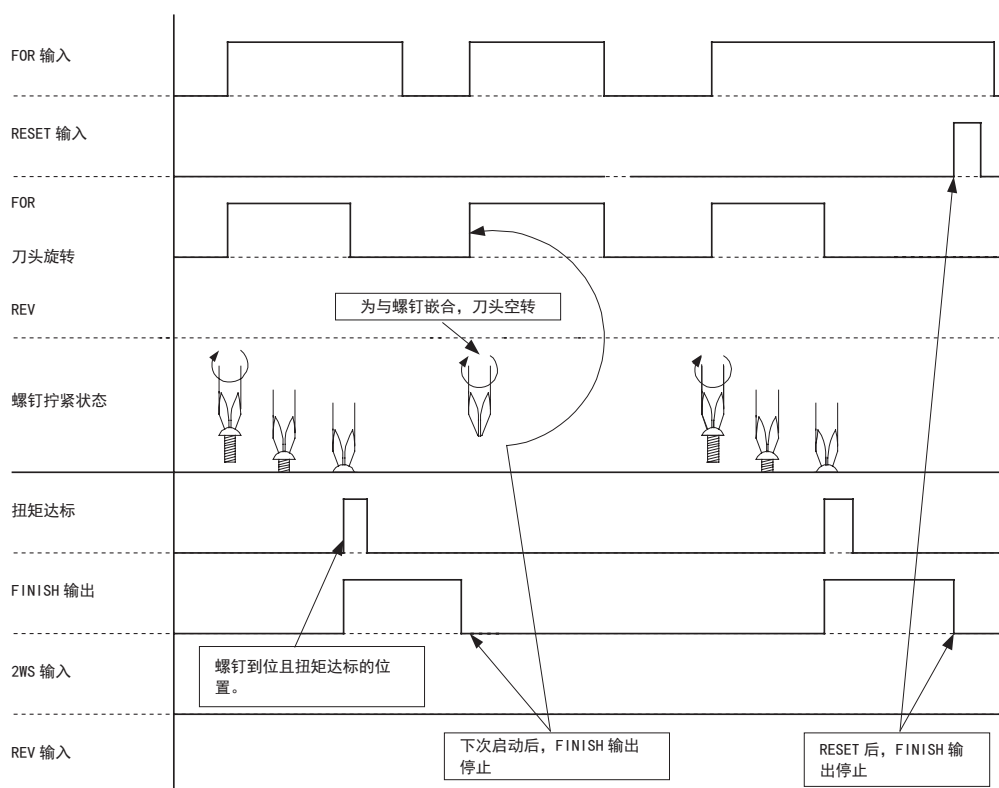 FOR 输入
RESET 输入
FOR
刀头旋转
REV
为与螺钉嵌合，刀头空转
螺钉拧紧状态
扭矩达标
FINISH 输出
螺钉到位且扭矩达标的位
置。
2WS 输入
下次启动后，FINISH 输出
停止
RESET 后，FINISH 输
出停止
REV 输入